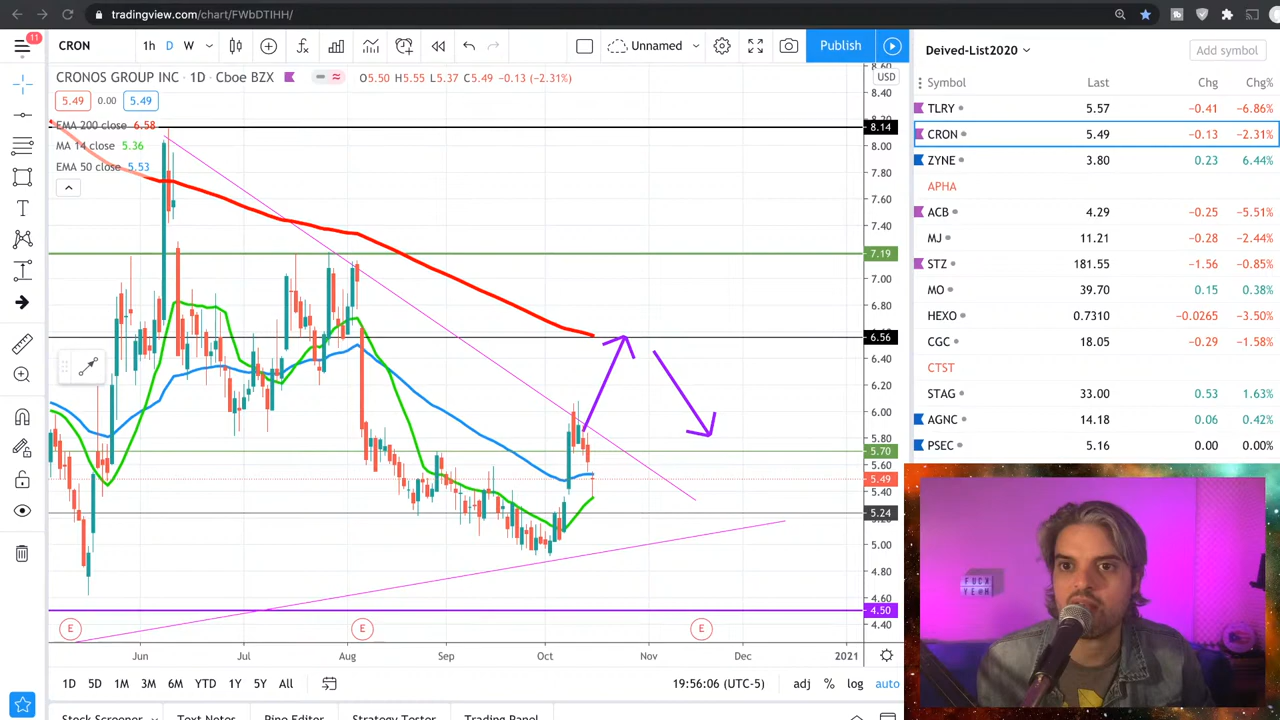 tradingview.com/chart/FWbDTIHH/
11
CRON 1h D W Unnamed Publish
CRONOS GROUP INC 1D Cboe BZX O5.50 H5.55 L5.37 C5.49 −0.13 (−2.31%)
5.49 0.00 5.49
EMA 200 close 6.58
MA 14 close 5.36
EMA 50 close 5.53
USD
8.40
8.14
8.00
7.80
7.60
7.40
7.19
7.00
6.80
6.56
6.40
6.20
6.00
5.80
5.70
5.60
5.49
5.40
5.24
5.00
4.80
4.60
4.50
4.40
E E E
Jun Jul Aug Sep Oct Nov Dec 2021
1D 5D 1M 3M 6M YTD 1Y 5Y All 19:56:06 (UTC-5) adj % log auto
Stock Screener Text Notes Pine Editor Strategy Tester Trading Panel
Deived-List2020 Add symbol
Symbol Last Chg Chg%
TLRY 5.57 −0.41 −6.86%
CRON 5.49 −0.13 −2.31%
ZYNE 3.80 0.23 6.44%
APHA
ACB 4.29 −0.25 −5.51%
MJ 11.21 −0.28 −2.44%
STZ 181.55 −1.56 −0.85%
MO 39.70 0.15 0.38%
HEXO 0.7310 −0.0265 −3.50%
CGC 18.05 −0.29 −1.58%
CTST
STAG 33.00 0.53 1.63%
AGNC 14.18 0.06 0.42%
PSEC 5.16 0.00 0.00%
FUCK